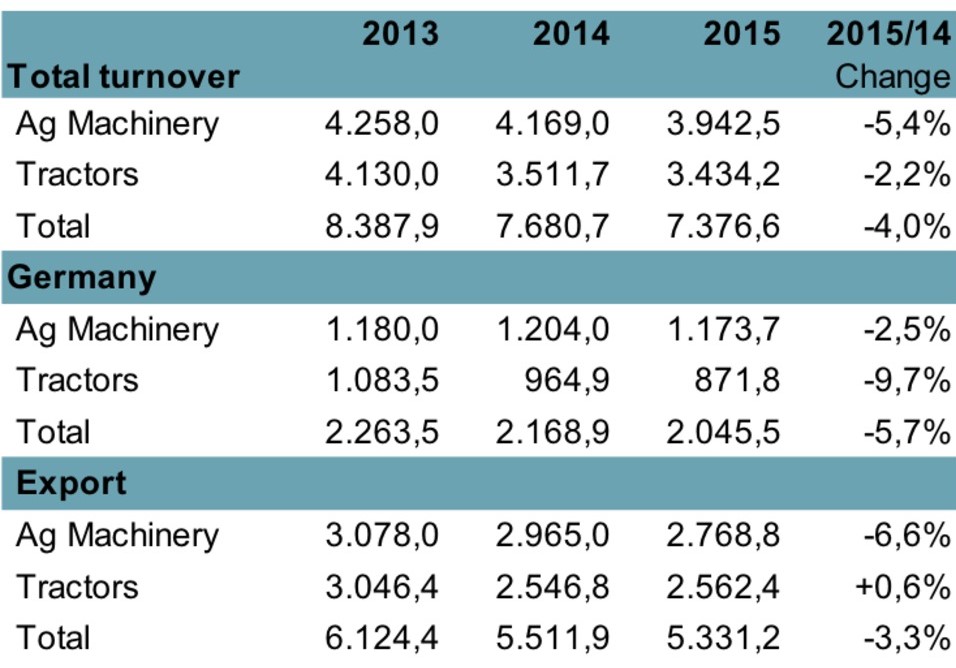 2013 2014 2015 2015/14
Total turnover Change
Ag Machinery 4.258,0 4.169,0 3.942,5 -5,4%
Tractors 4.130,0 3.511,7 3.434,2 -2,2%
Total 8.387,9 7.680,7 7.376,6 -4,0%
Germany
Ag Machinery 1.180,0 1.204,0 1.173,7 -2,5%
Tractors 1.083,5 964,9 871,8 -9,7%
Total 2.263,5 2.168,9 2.045,5 -5,7%
Export
Ag Machinery 3.078,0 2.965,0 2.768,8 -6,6%
Tractors 3.046,4 2.546,8 2.562,4 +0,6%
Total 6.124,4 5.511,9 5.331,2 -3,3%